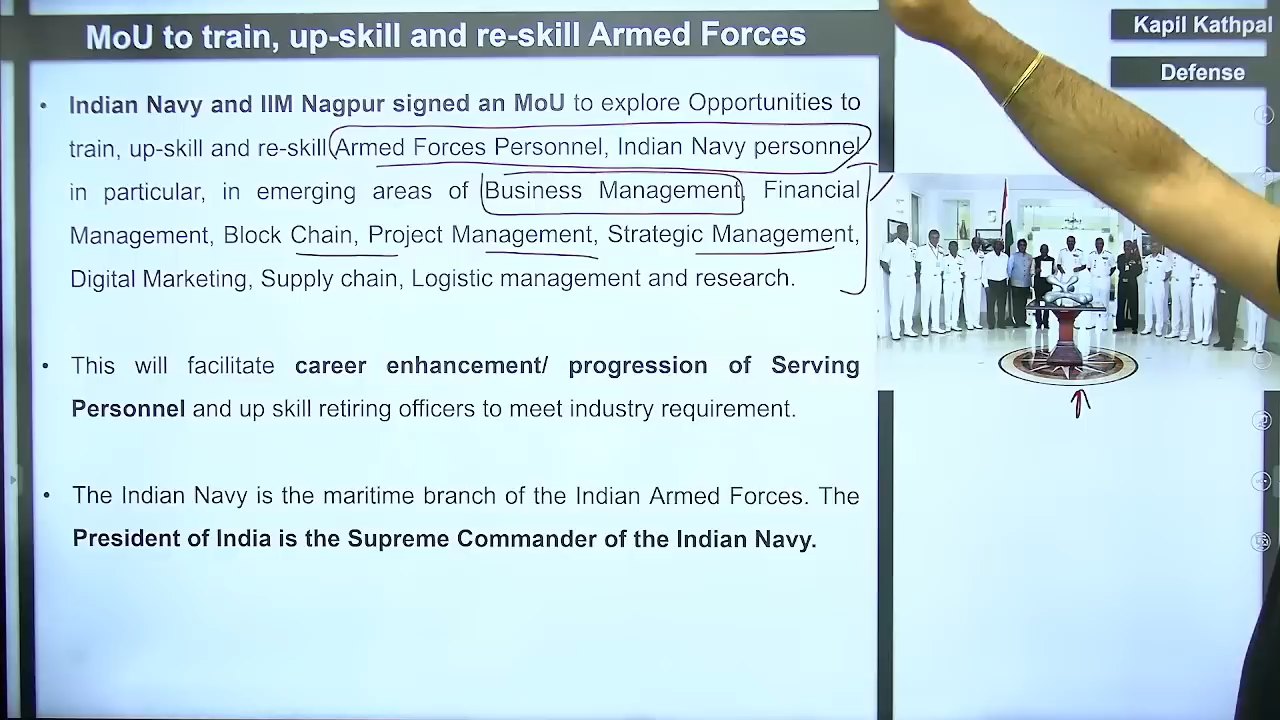 MoU to train, up-skill and re-skill Armed Forces
Kapil Kathpal
Defense
• Indian Navy and IIM Nagpur signed an MoU to explore Opportunities to
train, up-skill and re-skill Armed Forces Personnel, Indian Navy personnel
in particular, in emerging areas of Business Management, Financial
Management, Block Chain, Project Management, Strategic Management,
Digital Marketing, Supply chain, Logistic management and research.
• This will facilitate career enhancement/ progression of Serving
Personnel and up skill retiring officers to meet industry requirement.
• The Indian Navy is the maritime branch of the Indian Armed Forces. The
President of India is the Supreme Commander of the Indian Navy.